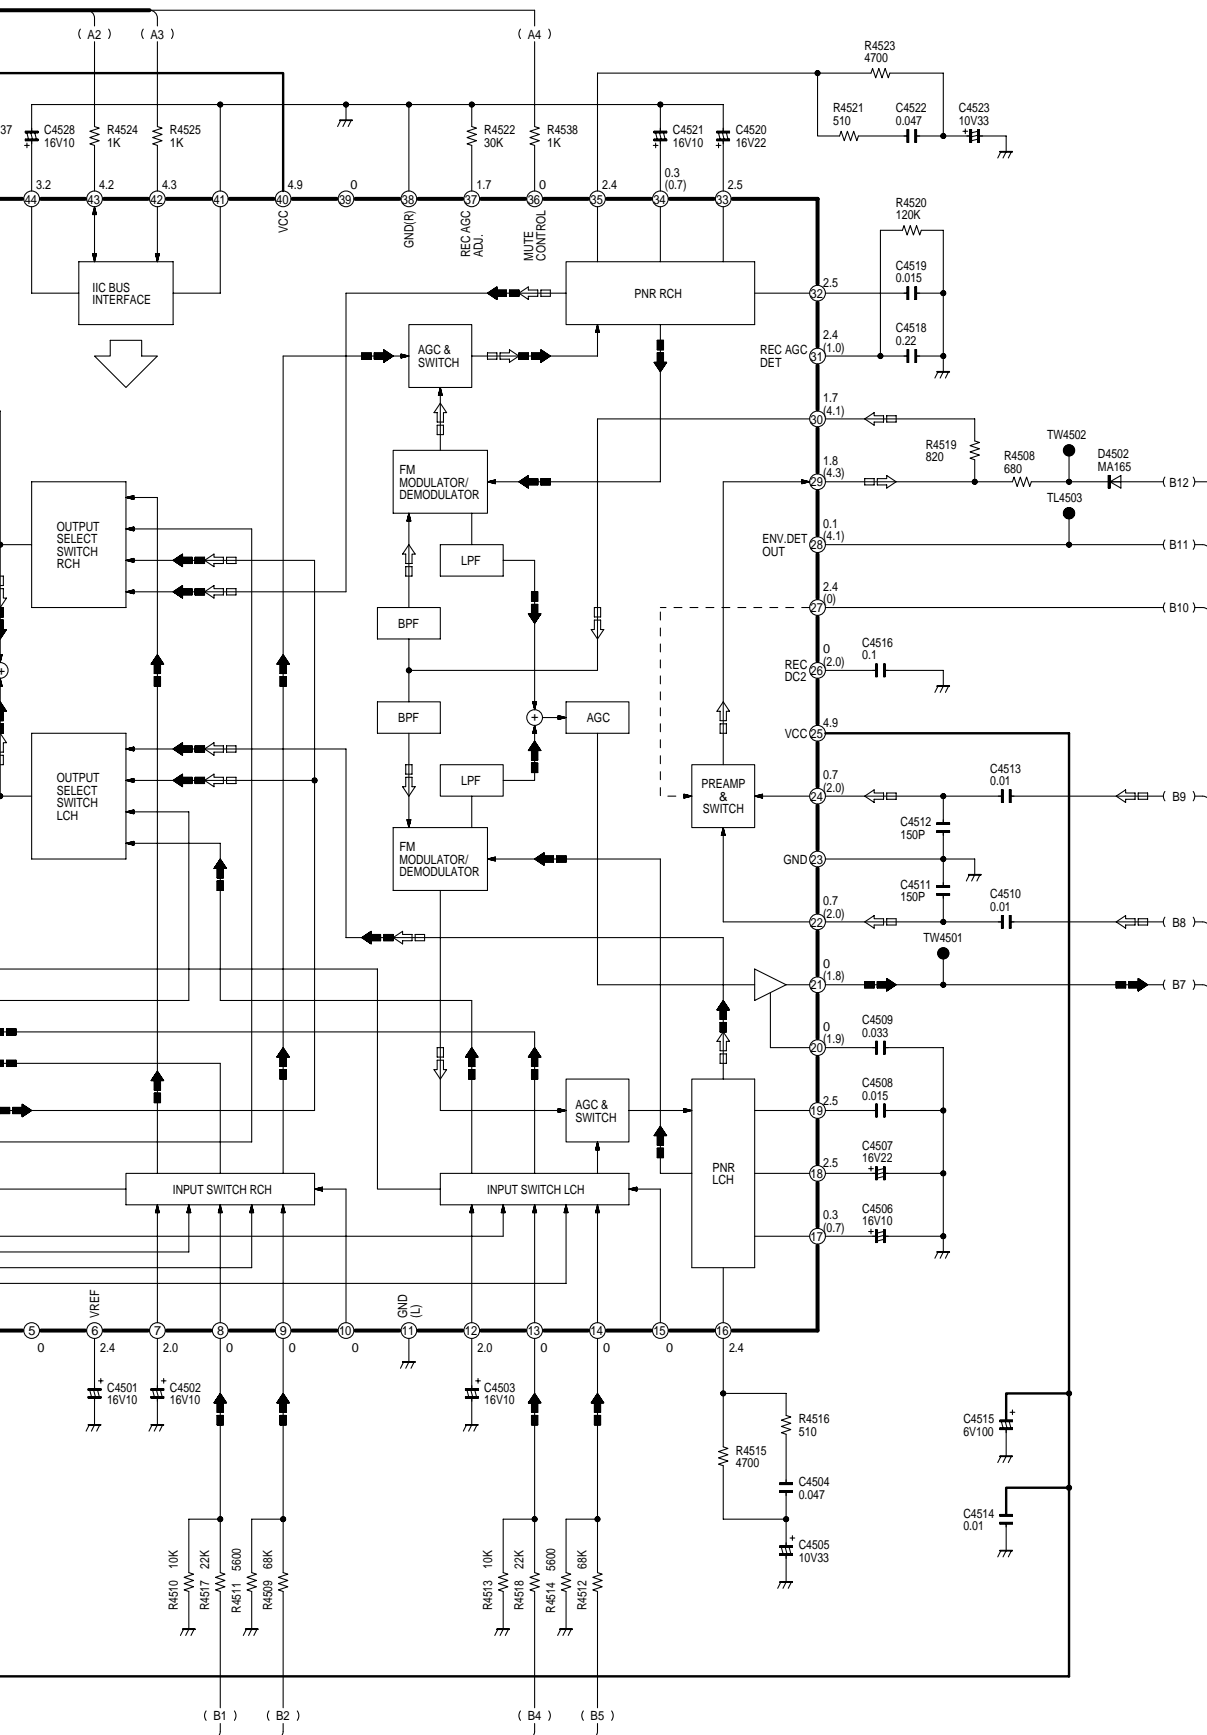 ( A2 )
( A3 )
( A4 )
R4523
4700
R4521
510
C4522
0.047
C4523
10V33
37
C4528
16V10
R4524
1K
R4525
1K
R4522
30K
R4538
1K
C4521
16V10
C4520
16V22
3.2
4.2
4.3
4.9
0
1.7
0
2.4
0.3
(0.7)
2.5
44
43
42
41
40
39
38
37
36
35
34
33
VCC
GND(R)
REC AGC
ADJ.
MUTE
CONTROL
R4520
120K
IIC BUS
INTERFACE
PNR RCH
32
2.5
C4519
0.015
AGC &
SWITCH
REC AGC
DET
31
2.4
(1.0)
C4518
0.22
30
1.7
(4.1)
R4519
820
R4508
680
TW4502
D4502
MA165
FM
MODULATOR/
DEMODULATOR
29
1.8
(4.3)
( B12 )
OUTPUT
SELECT
SWITCH
RCH
TL4503
LPF
ENV.DET
OUT
28
0.1
(4.1)
( B11 )
27
2.4
(0)
( B10 )
BPF
REC
DC2
26
0
(2.0)
C4516
0.1
+
BPF
+
AGC
VCC
25
4.9
OUTPUT
SELECT
SWITCH
LCH
LPF
PREAMP
&
SWITCH
24
0.7
(2.0)
C4513
0.01
( B9 )
C4512
150P
FM
MODULATOR/
DEMODULATOR
GND
23
C4511
150P
C4510
0.01
22
0.7
(2.0)
( B8 )
TW4501
21
0
(1.8)
( B7 )
20
0
(1.9)
C4509
0.033
AGC &
SWITCH
19
2.5
C4508
0.015
PNR
LCH
18
2.5
C4507
16V22
INPUT SWITCH RCH
INPUT SWITCH LCH
17
0.3
(0.7)
C4506
16V10
VREF
GND
(L)
5
6
7
8
9
10
11
12
13
14
15
16
0
2.4
2.0
0
0
0
2.0
0
0
0
2.4
C4501
16V10
C4502
16V10
C4503
16V10
R4516
510
R4515
4700
C4504
0.047
C4505
10V33
C4515
6V100
C4514
0.01
R4510 10K
R4517 22K
R4511 5600
R4509 68K
R4513 10K
R4518 22K
R4514 5600
R4512 68K
( B1 )
( B2 )
( B4 )
( B5 )